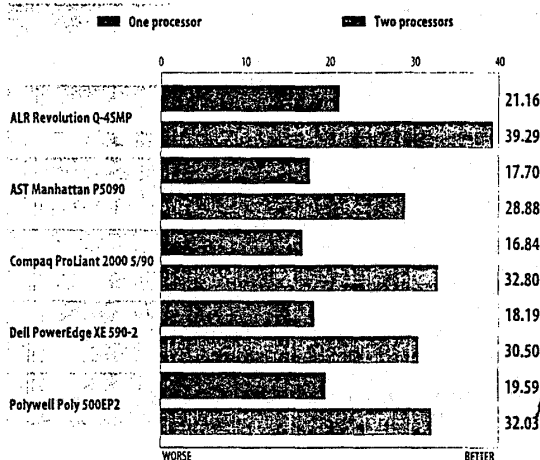 One processor
Two processors
0 10 20 30 40
ALR Revolution Q-4SMP
21.16
39.29
AST Manhattan P5090
17.70
28.88
Compaq ProLiant 2000 5/90
16.84
32.80
Dell PowerEdge XE 590-2
18.19
30.50
Polywell Poly 500EP2
19.59
32.03
WORSE
BETTER